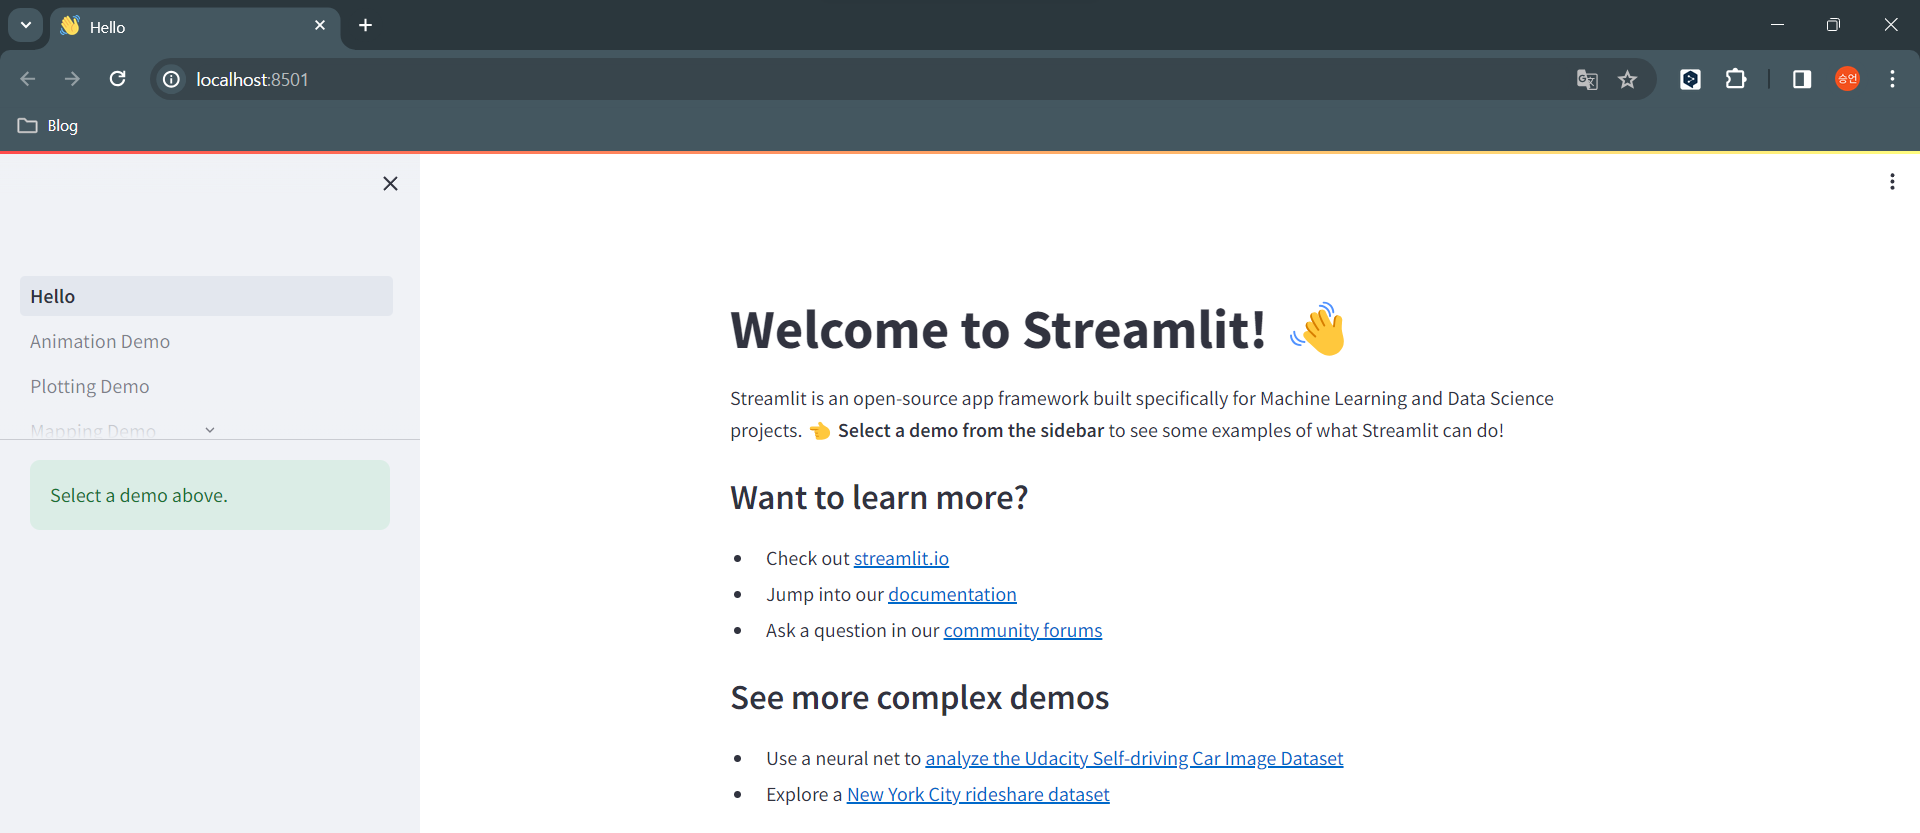 Hello
localhost:8501
승언
Blog
Hello
Animation Demo
Plotting Demo
Mapping Demo
Select a demo above.
Welcome to Streamlit! 👋
Streamlit is an open-source app framework built specifically for Machine Learning and Data Science
projects. 👈 Select a demo from the sidebar to see some examples of what Streamlit can do!
Want to learn more?
• Check out streamlit.io
• Jump into our documentation
• Ask a question in our community forums
See more complex demos
• Use a neural net to analyze the Udacity Self-driving Car Image Dataset
• Explore a New York City rideshare dataset